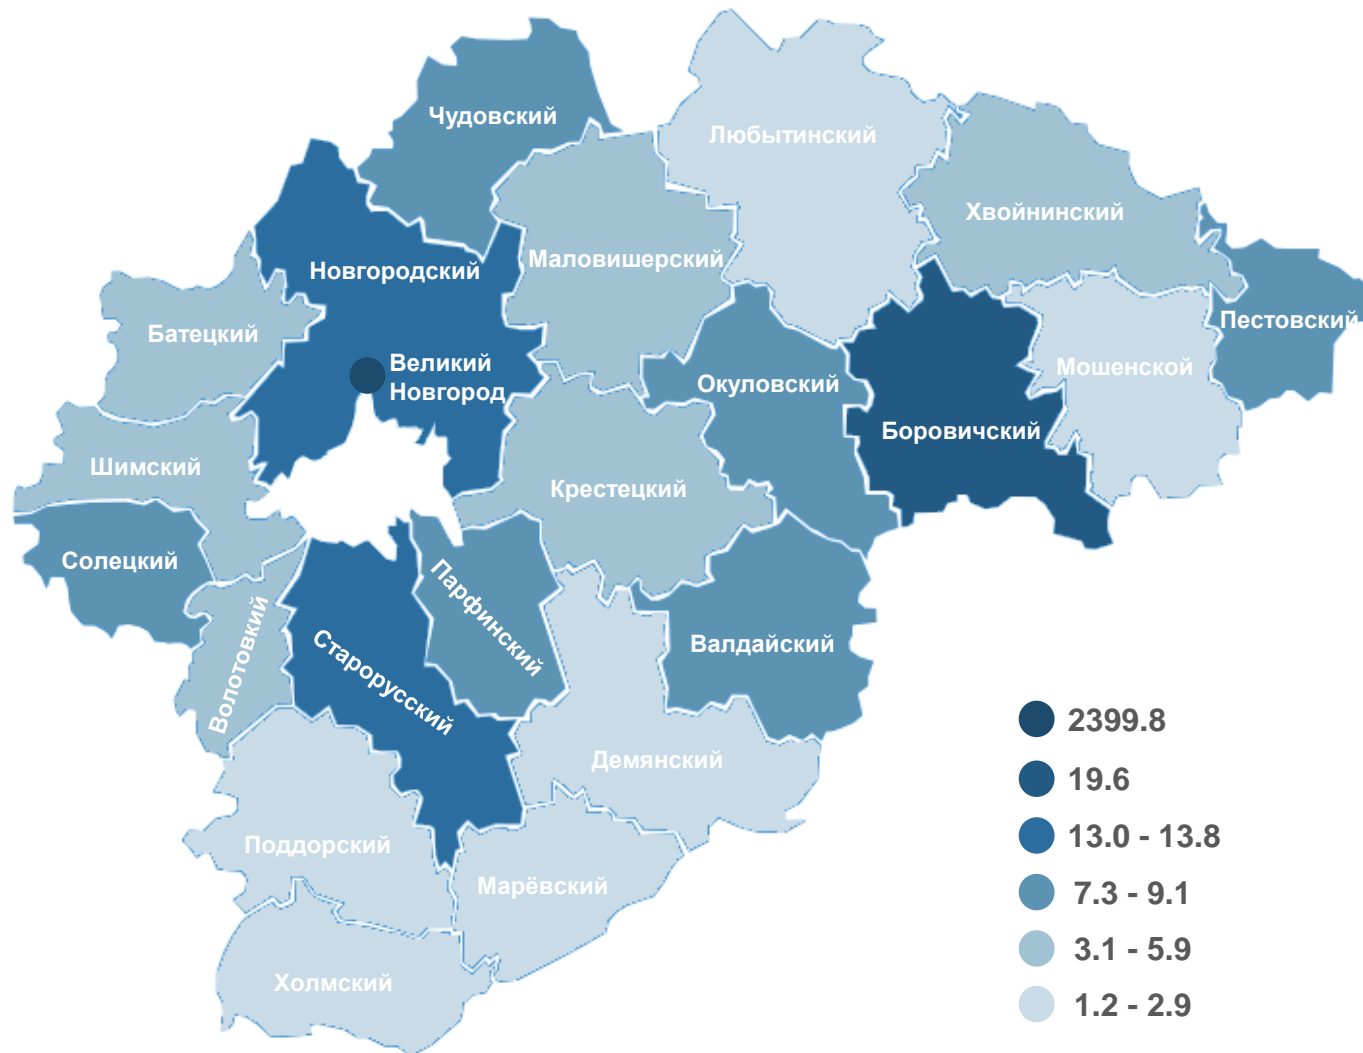 Чудовский
Любытинский
Хвойнинский
Маловишерский
Новгородский
Пестовский
Батецкий
Великий
Новгород
Мошенской
Окуловский
Боровичский
Шимский
Крестецкий
Солецкий
Парфинский
Волотовкий
Старорусский
Валдайский
Демянский
Поддорский
Марёвский
Холмский
2399.8
19.6
13.0 - 13.8
7.3 - 9.1
3.1 - 5.9
1.2 - 2.9